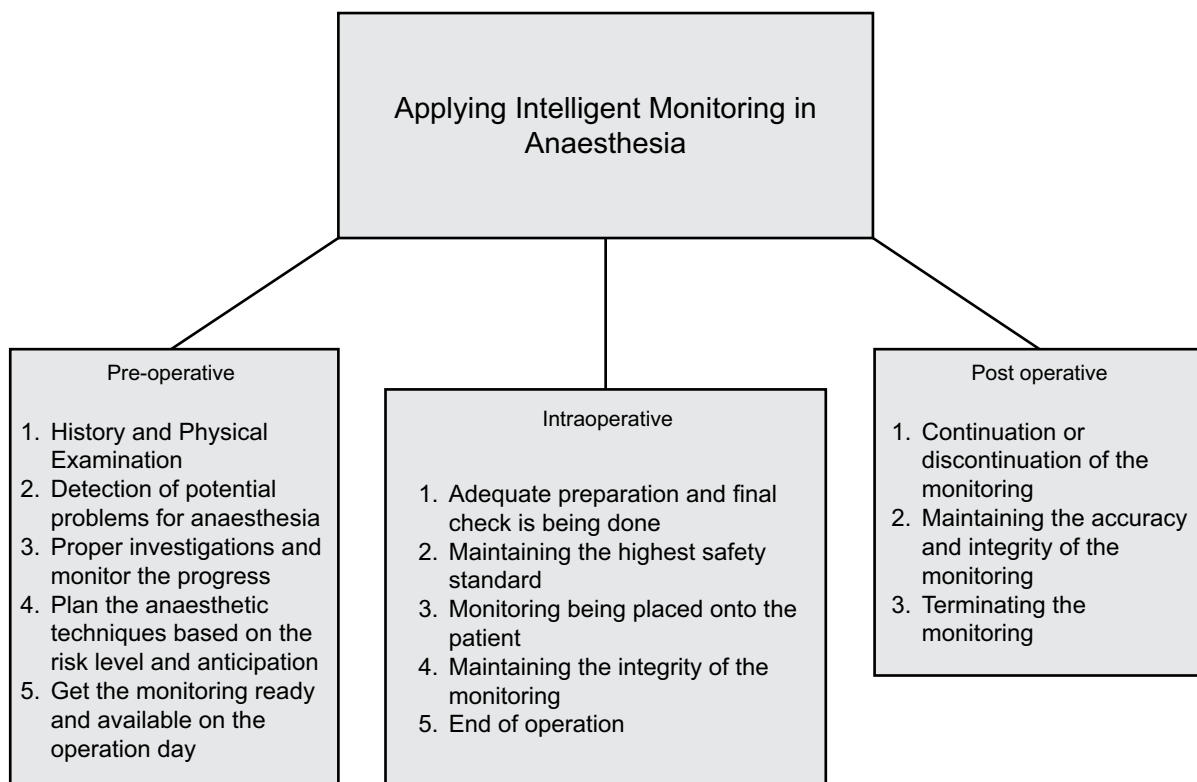 Applying Intelligent Monitoring in
Anaesthesia
Pre-operative
1. History and Physical
Examination
2. Detection of potential
problems for anaesthesia
3. Proper investigations and
monitor the progress
4. Plan the anaesthetic
techniques based on the
risk level and anticipation
5. Get the monitoring ready
and available on the
operation day
Intraoperative
1. Adequate preparation and final
check is being done
2. Maintaining the highest safety
standard
3. Monitoring being placed onto the
patient
4. Maintaining the integrity of the
monitoring
5. End of operation
Post operative
1. Continuation or
discontinuation of the
monitoring
2. Maintaining the accuracy
and integrity of the
monitoring
3. Terminating the
monitoring